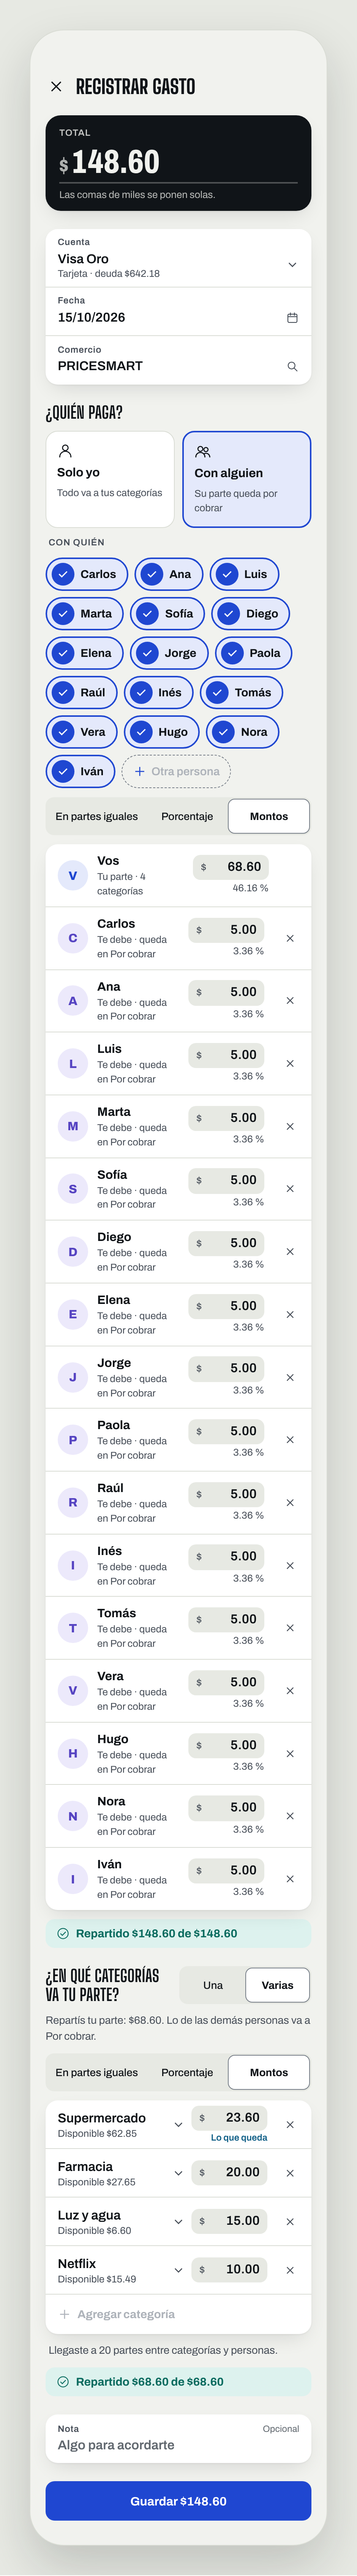 REGISTRAR GASTO
TOTAL
$148.60
Las comas de miles se ponen solas.
Cuenta
Visa Oro
Tarjeta · deuda $642.18
Fecha
15/10/2026
Comercio
PRICESMART
¿QUIÉN PAGA?
Solo yo
Todo va a tus categorías
Con alguien
Su parte queda por
cobrar
CON QUIÉN
Carlos Ana Luis
Marta Sofía Diego
Elena Jorge Paola
Raúl Inés Tomás
Vera Hugo Nora
Iván + Otra persona
En partes iguales Porcentaje Montos
V Vos $ 68.60
Tu parte · 4
categorías 46.16 %
C Carlos $ 5.00
Te debe · queda
en Por cobrar 3.36 %
A Ana $ 5.00
Te debe · queda
en Por cobrar 3.36 %
L Luis $ 5.00
Te debe · queda
en Por cobrar 3.36 %
M Marta $ 5.00
Te debe · queda
en Por cobrar 3.36 %
S Sofía $ 5.00
Te debe · queda
en Por cobrar 3.36 %
D Diego $ 5.00
Te debe · queda
en Por cobrar 3.36 %
E Elena $ 5.00
Te debe · queda
en Por cobrar 3.36 %
J Jorge $ 5.00
Te debe · queda
en Por cobrar 3.36 %
P Paola $ 5.00
Te debe · queda
en Por cobrar 3.36 %
R Raúl $ 5.00
Te debe · queda
en Por cobrar 3.36 %
I Inés $ 5.00
Te debe · queda
en Por cobrar 3.36 %
T Tomás $ 5.00
Te debe · queda
en Por cobrar 3.36 %
V Vera $ 5.00
Te debe · queda
en Por cobrar 3.36 %
H Hugo $ 5.00
Te debe · queda
en Por cobrar 3.36 %
N Nora $ 5.00
Te debe · queda
en Por cobrar 3.36 %
I Iván $ 5.00
Te debe · queda
en Por cobrar 3.36 %
Repartido $148.60 de $148.60
¿EN QUÉ CATEGORÍAS
VA TU PARTE?
Una Varias
Repartís tu parte: $68.60. Lo de las demás personas va a
Por cobrar.
En partes iguales Porcentaje Montos
Supermercado $ 23.60
Disponible $62.85 Lo que queda
Farmacia $ 20.00
Disponible $27.65
Luz y agua $ 15.00
Disponible $6.60
Netflix $ 10.00
Disponible $15.49
+ Agregar categoría
Llegaste a 20 partes entre categorías y personas.
Repartido $68.60 de $68.60
Nota Opcional
Algo para acordarte
Guardar $148.60